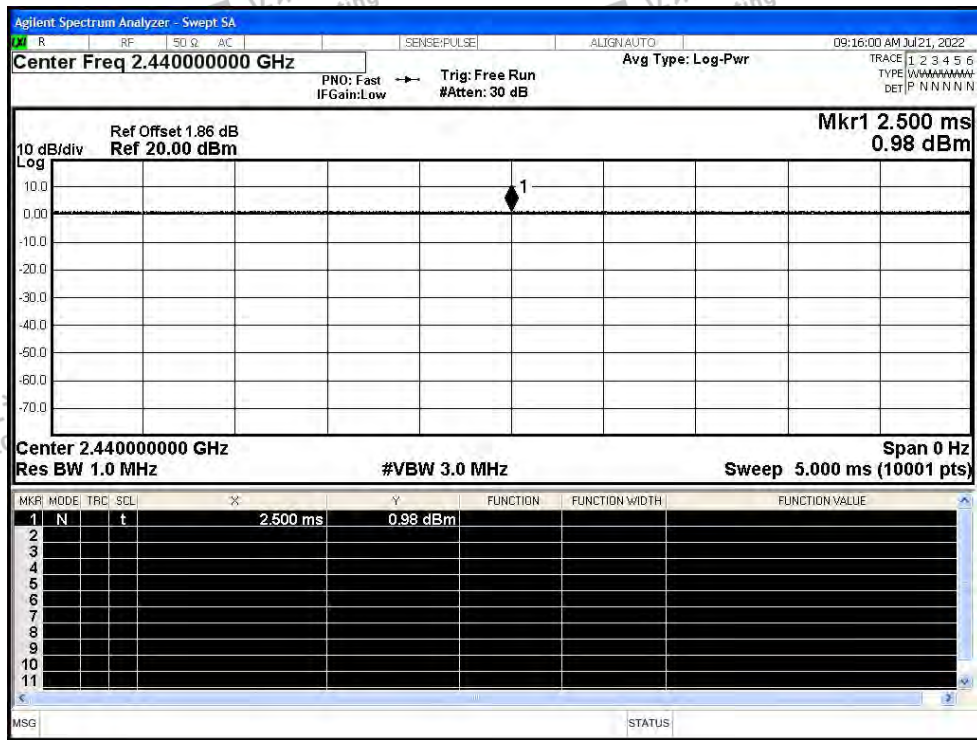 Agilent Spectrum Analyzer - Swept SA
LXI R RF 50 Ω AC SENSE:PULSE ALIGN AUTO 09:16:00 AM Jul 21, 2022
Center Freq 2.440000000 GHz
PNO: Fast
IFGain:Low
Trig: Free Run
#Atten: 30 dB
Avg Type: Log-Pwr
TRACE 1 2 3 4 5 6
TYPE WWWWWW
DET P N N N N N
Mkr1 2.500 ms
0.98 dBm
Ref Offset 1.86 dB
10 dB/div Ref 20.00 dBm
Log
1
10.0
0.00
-10.0
-20.0
-30.0
-40.0
-50.0
-60.0
-70.0
Center 2.440000000 GHz Span 0 Hz
Res BW 1.0 MHz #VBW 3.0 MHz Sweep 5.000 ms (10001 pts)
MKR MODE TRC SCL X Y FUNCTION FUNCTION WIDTH FUNCTION VALUE
1 N t 2.500 ms 0.98 dBm
2
3
4
5
6
7
8
9
10
11
MSG STATUS